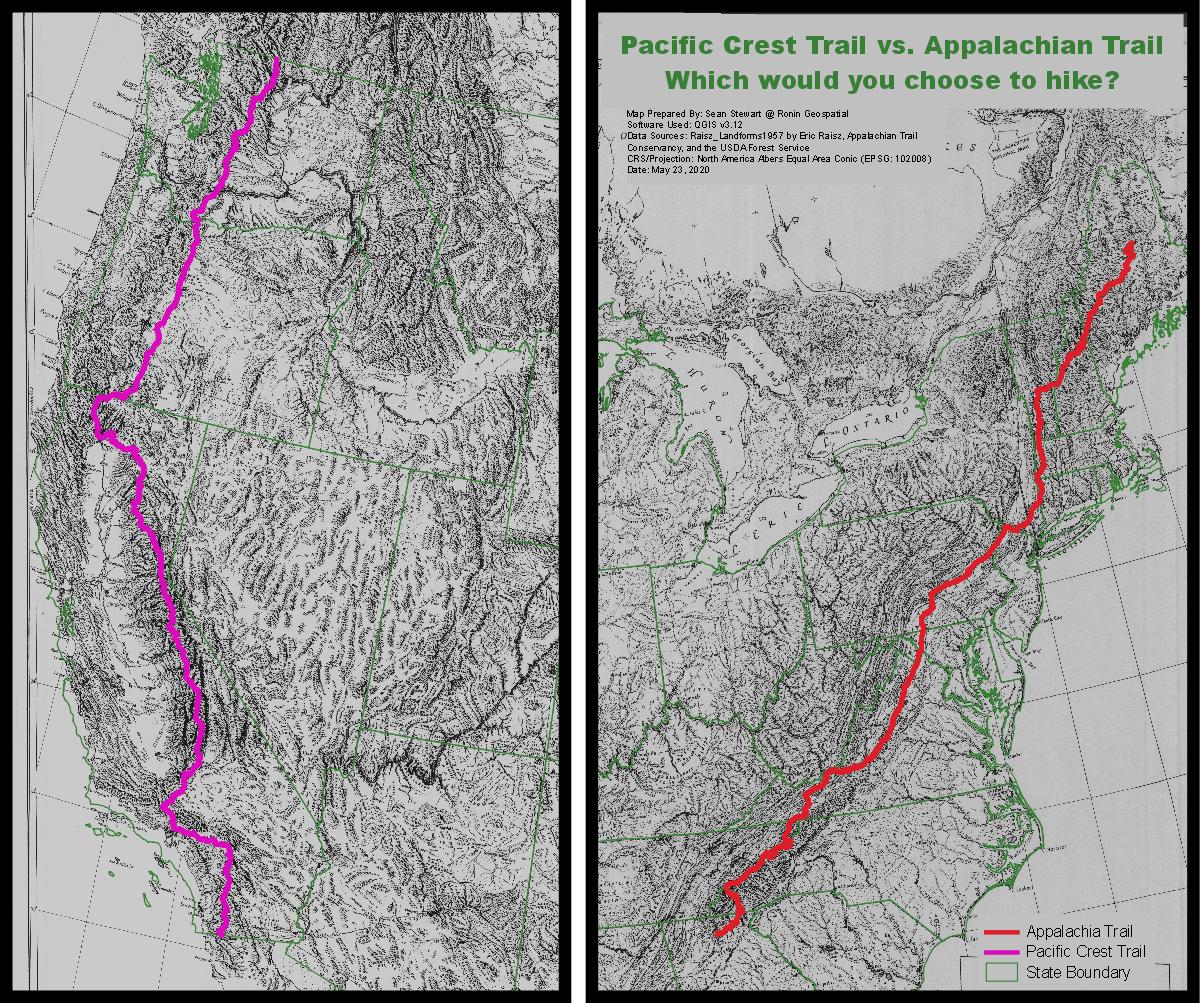 Pacific Crest Trail vs. Appalachian Trail
Which would you choose to hike?
Map Prepared By: Sean Stewart @ Ronin Geospatial
Software Used: QGIS v3.12
Data Sources: Raisz_Landforms1957 by Eric Raisz, Appalachian Trail
Conservancy, and the USDA Forest Service
CRS/Projection: North America Albers Equal Area Conic (EPSG: 102008)
Date: May 23, 2020
Georgian Bay
HURON
ONTARIO
ERIE
Appalachia Trail
Pacific Crest Trail
State Boundary